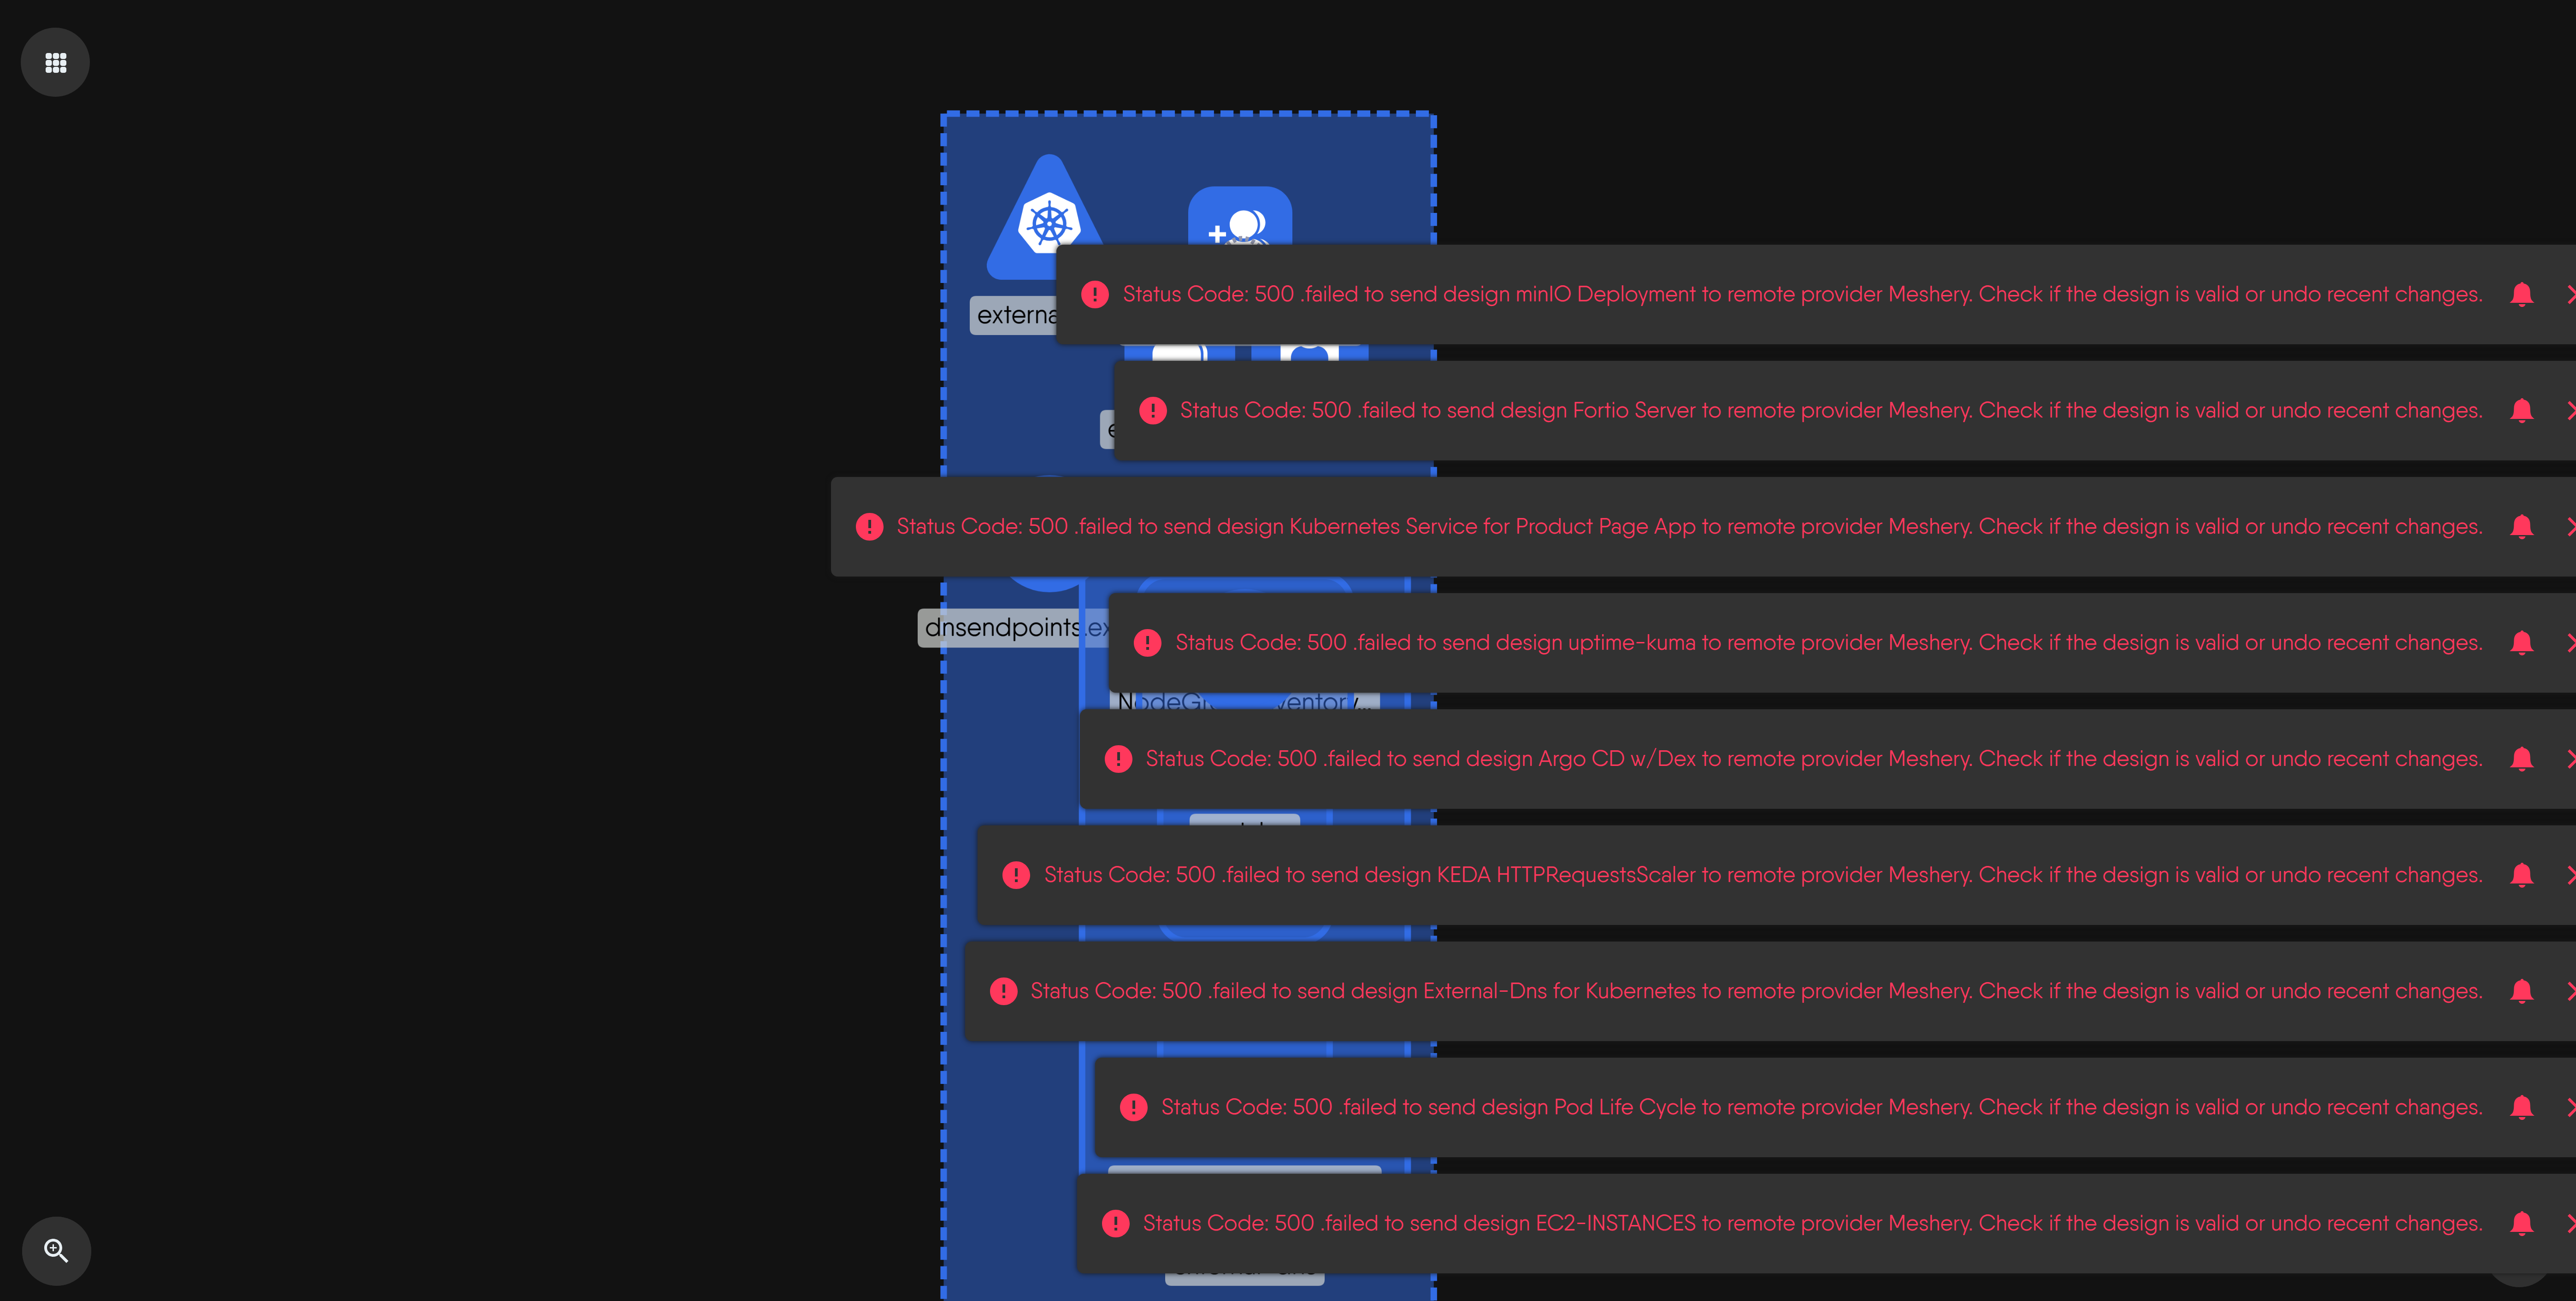 Status Code: 500 .failed to send design minIO Deployment to remote provider Meshery. Check if the design is valid or undo recent changes.
externa
Status Code: 500 .failed to send design Fortio Server to remote provider Meshery. Check if the design is valid or undo recent changes.
Status Code: 500 .failed to send design Kubernetes Service for Product Page App to remote provider Meshery. Check if the design is valid or undo recent changes.
dnsendpoints.ex
Status Code: 500 .failed to send design uptime-kuma to remote provider Meshery. Check if the design is valid or undo recent changes.
Status Code: 500 .failed to send design Argo CD w/Dex to remote provider Meshery. Check if the design is valid or undo recent changes.
Status Code: 500 .failed to send design KEDA HTTPRequestsScaler to remote provider Meshery. Check if the design is valid or undo recent changes.
Status Code: 500 .failed to send design External-Dns for Kubernetes to remote provider Meshery. Check if the design is valid or undo recent changes.
Status Code: 500 .failed to send design Pod Life Cycle to remote provider Meshery. Check if the design is valid or undo recent changes.
Status Code: 500 .failed to send design EC2-INSTANCES to remote provider Meshery. Check if the design is valid or undo recent changes.